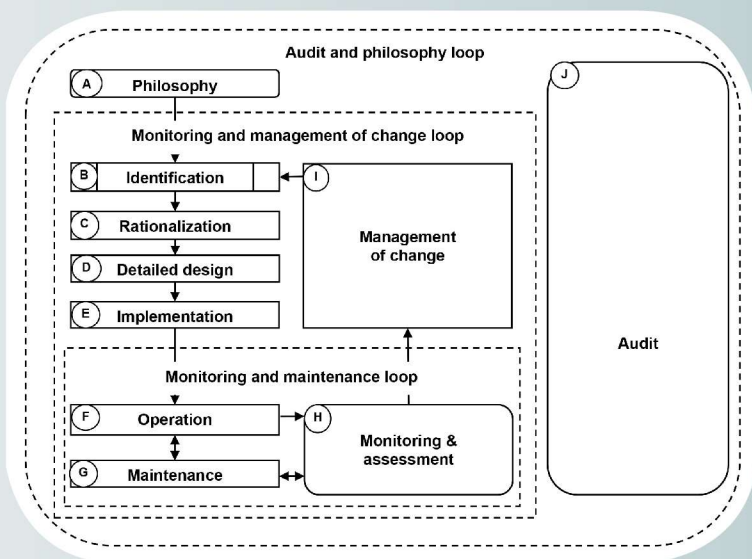 Audit and philosophy loop
A
Philosophy
J
Monitoring and management of change loop
B
Identification
I
C
Rationalization
Management
of change
D
Detailed design
E
Implementation
Audit
Monitoring and maintenance loop
F
Operation
H
Monitoring &
assessment
G
Maintenance